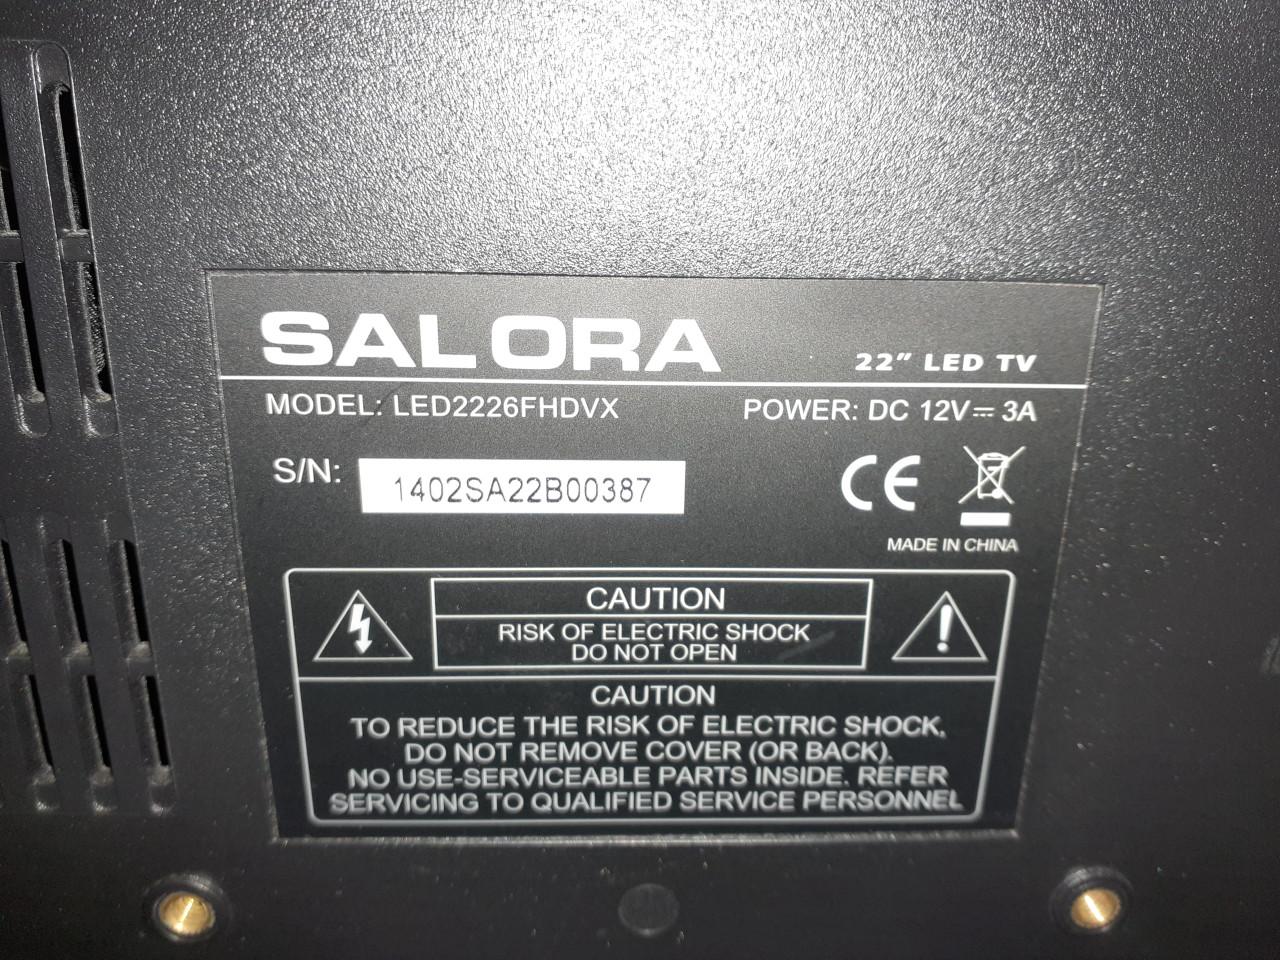 SALORA
22" LED TV
MODEL: LED2226FHDVX
POWER: DC 12V⎓ 3A
S/N: 1402SA22B00387
CE
MADE IN CHINA
CAUTION
RISK OF ELECTRIC SHOCK
DO NOT OPEN
CAUTION
TO REDUCE THE RISK OF ELECTRIC SHOCK,
DO NOT REMOVE COVER (OR BACK).
NO USE-SERVICEABLE PARTS INSIDE. REFER
SERVICING TO QUALIFIED SERVICE PERSONNEL